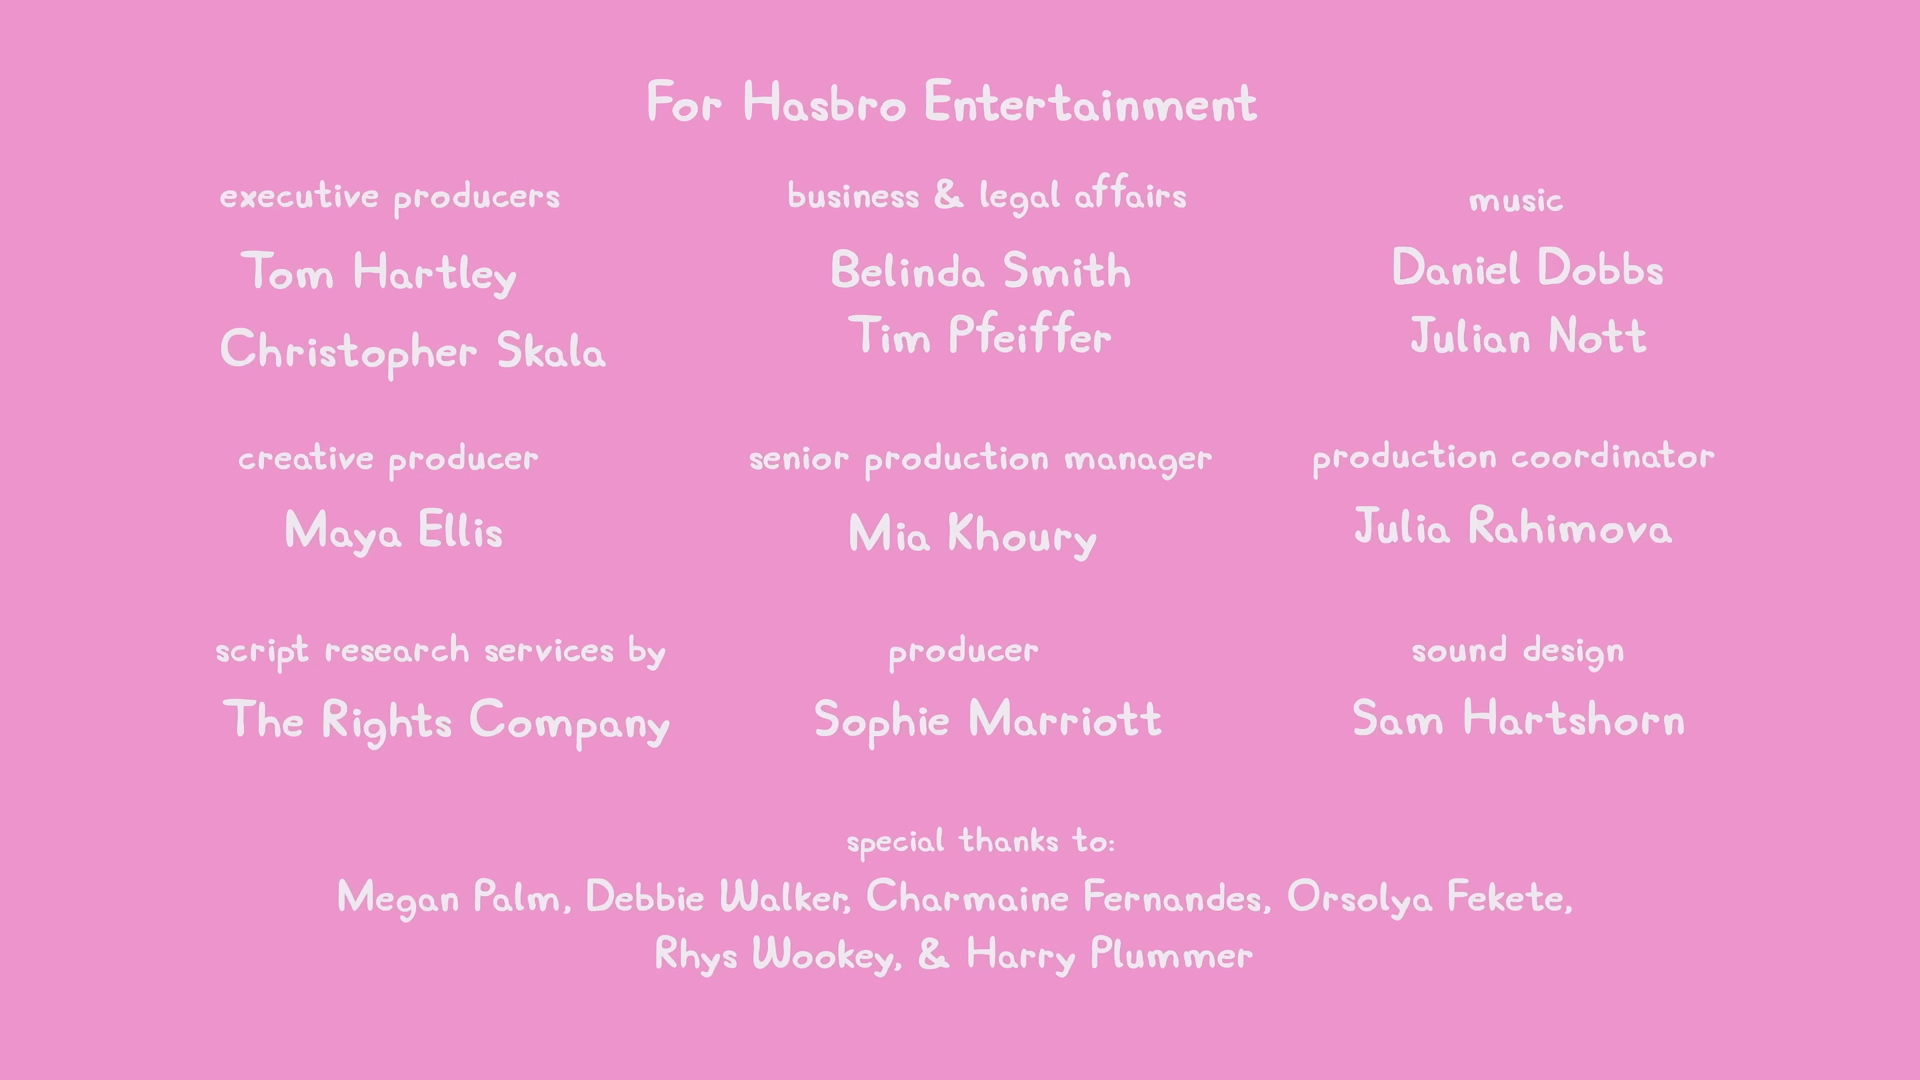 For Hasbro Entertainment
executive producers
Tom Hartley
Christopher Skala
business & legal affairs
Belinda Smith
Tim Pfeiffer
music
Daniel Dobbs
Julian Nott
creative producer
Maya Ellis
senior production manager
Mia Khoury
production coordinator
Julia Rahimova
script research services by
The Rights Company
producer
Sophie Marriott
sound design
Sam Hartshorn
special thanks to:
Megan Palm, Debbie Walker, Charmaine Fernandes, Orsolya Fekete,
Rhys Wookey, & Harry Plummer